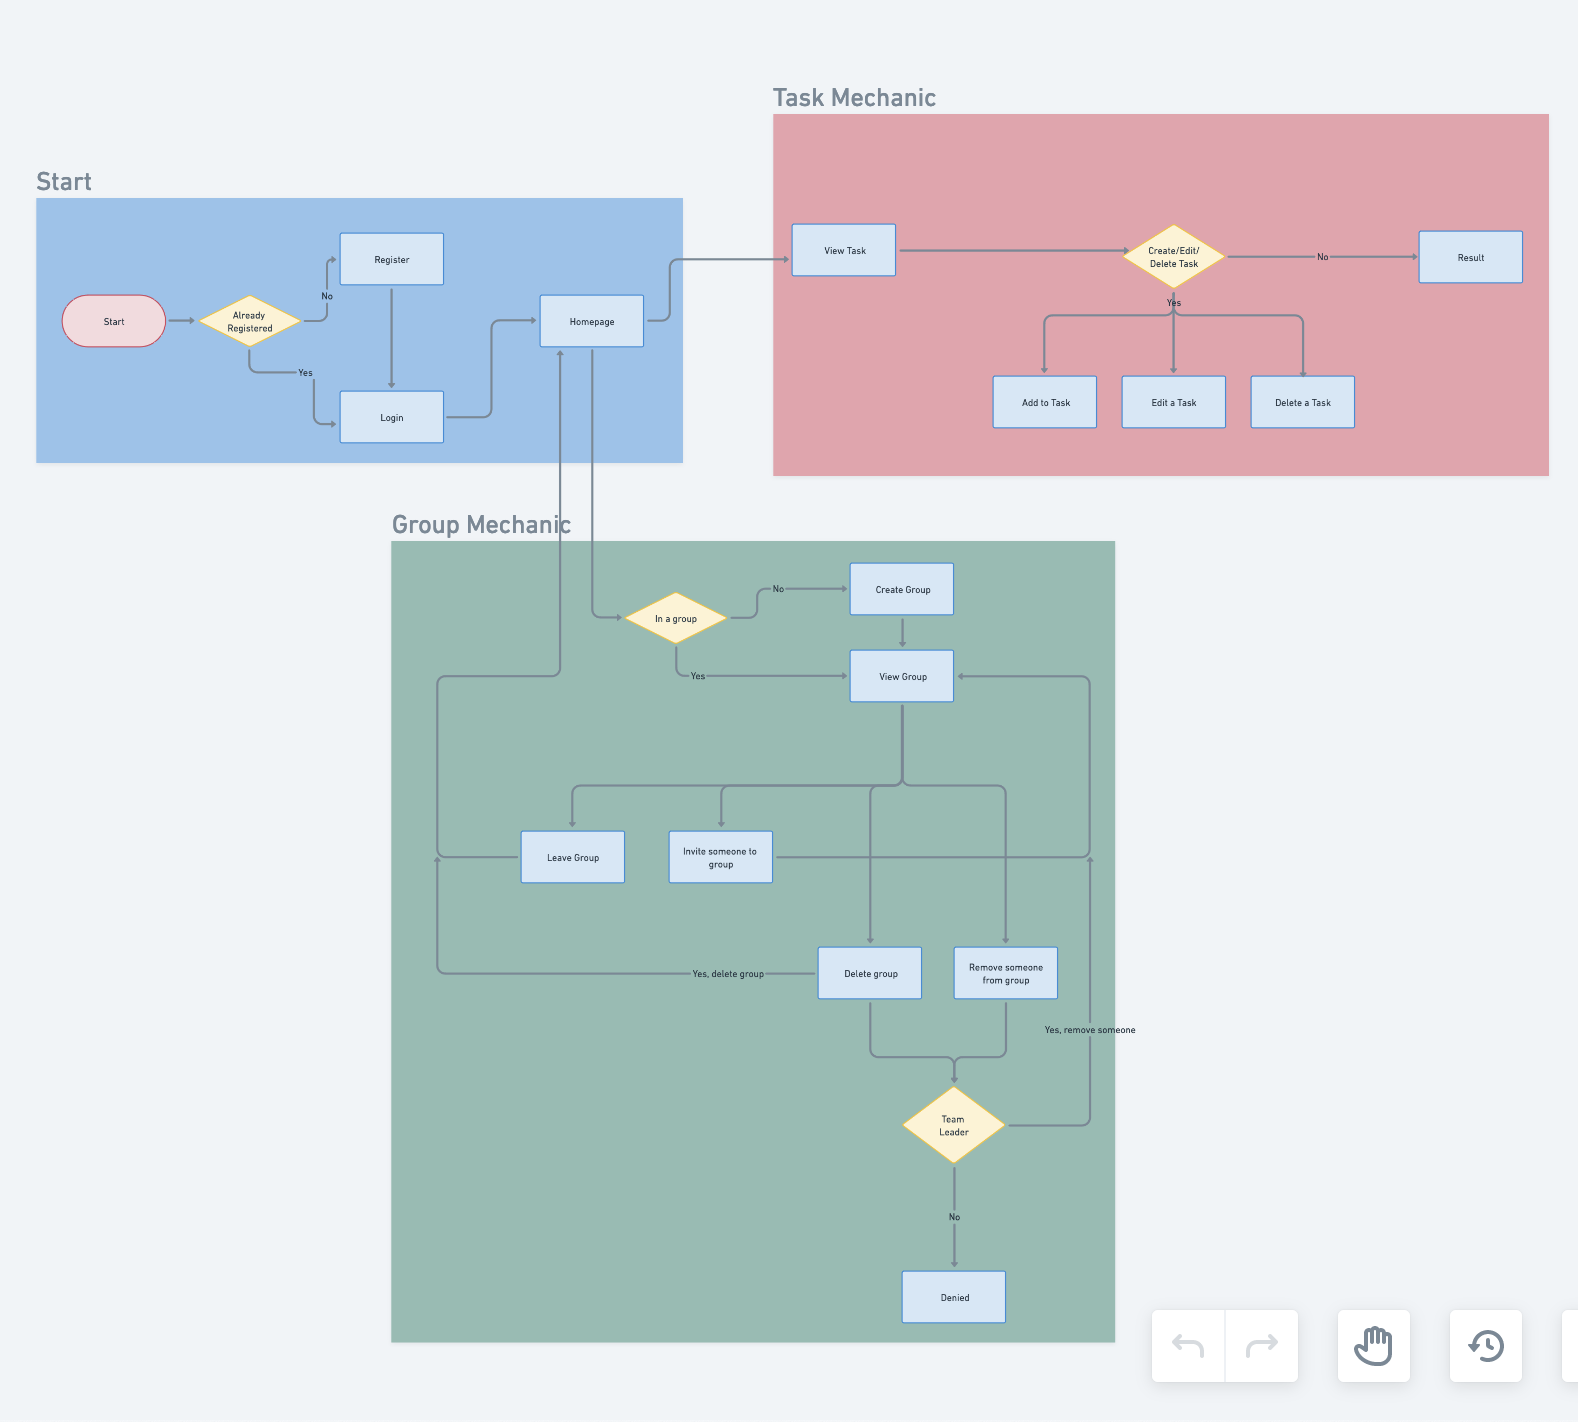 Task Mechanic
Start
View Task
Create/Edit/
Delete Task
No
Result
Yes
Add to Task
Edit a Task
Delete a Task
Register
No
Start
Already
Registered
Homepage
Yes
Login
Group Mechanic
In a group
No
Create Group
Yes
View Group
Leave Group
Invite someone to
group
Yes, delete group
Delete group
Remove someone
from group
Yes, remove someone
Team
Leader
No
Denied